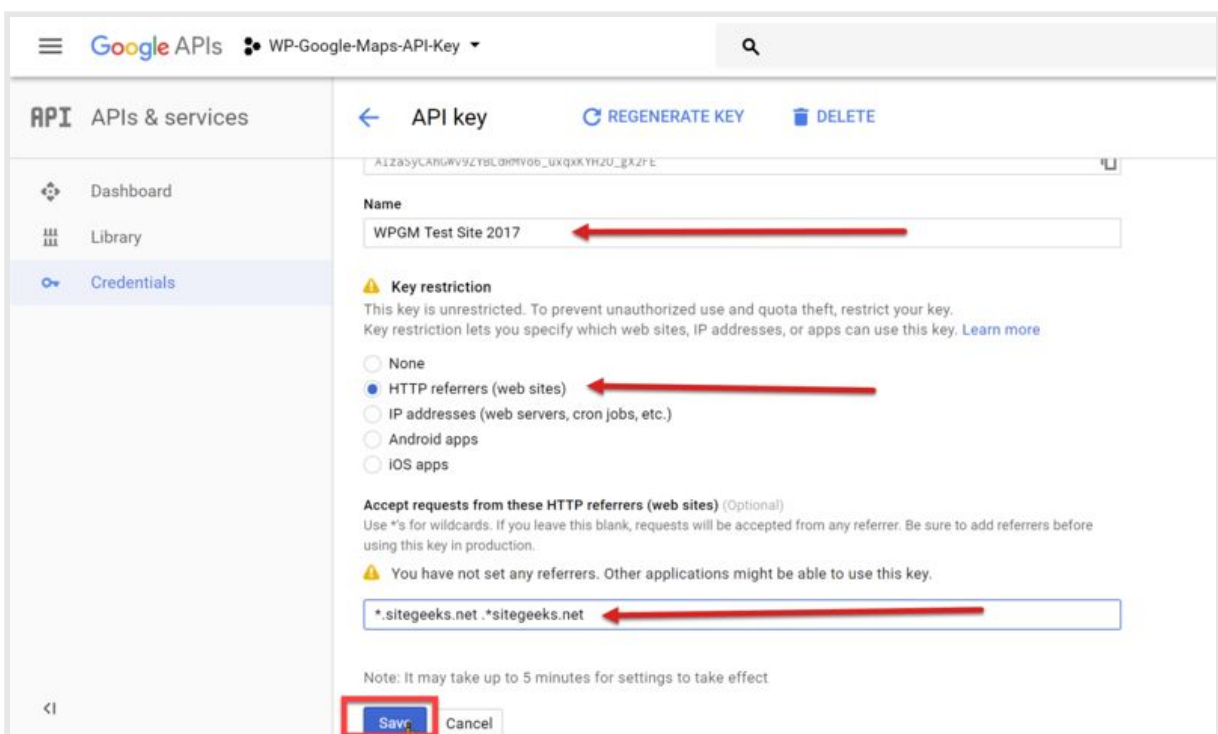 Google APIs WP-Google-Maps-API-Key
API APIs & services
API key REGENERATE KEY DELETE
Dashboard
Name
WPGM Test Site 2017
Library
Credentials
Key restriction
This key is unrestricted. To prevent unauthorized use and quota theft, restrict your key.
Key restriction lets you specify which web sites, IP addresses, or apps can use this key. Learn more
None
HTTP referrers (web sites)
IP addresses (web servers, cron jobs, etc.)
Android apps
iOS apps
Accept requests from these HTTP referrers (web sites) (Optional)
Use *'s for wildcards. If you leave this blank, requests will be accepted from any referrer. Be sure to add referrers before
using this key in production.
You have not set any referrers. Other applications might be able to use this key.
*.sitegeeks.net .*sitegeeks.net
Note: It may take up to 5 minutes for settings to take effect
Save Cancel